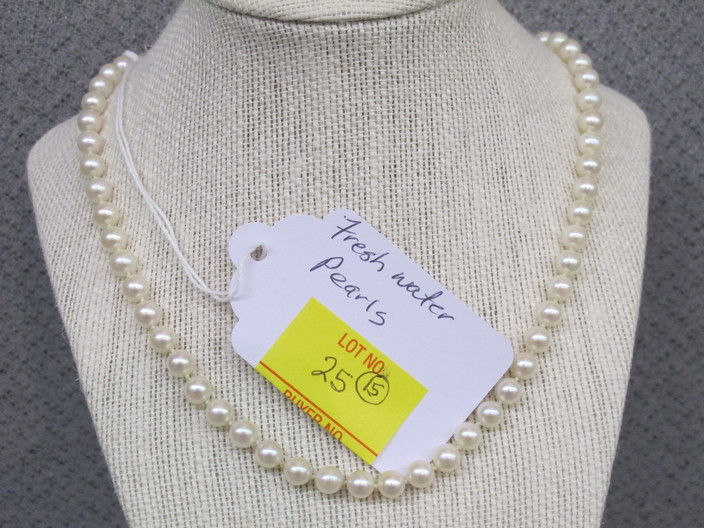 Fresh water
Pearls
LOT NO.
25 15
BUYER NO.